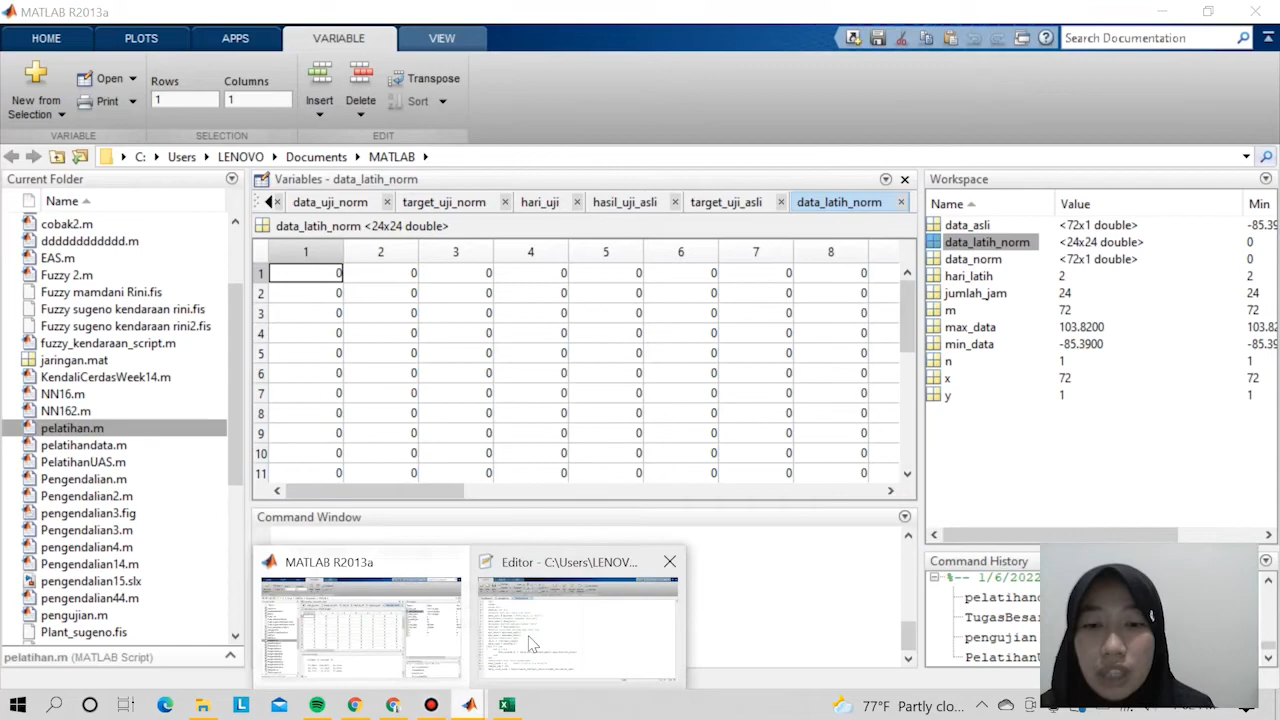 MATLAB R2013a
HOME PLOTS APPS VARIABLE VIEW Search Documentation
New from Selection Open Print Rows Columns 1 1 Insert Delete Transpose Sort
VARIABLE SELECTION EDIT
C: Users LENOVO Documents MATLAB
Current Folder
Name
cobak2.m
dddddddddddd.m
EAS.m
Fuzzy 2.m
Fuzzy mamdani Rini.fis
Fuzzy sugeno kendaraan rini.fis
Fuzzy sugeno kendaraan rini2.fis
fuzzy_kendaraan_script.m
jaringan.mat
KendaliCerdasWeek14.m
NN16.m
NN162.m
pelatihan.m
pelatihandata.m
PelatihanUAS.m
Pengendalian.m
Pengendalian2.m
pengendalian3.fig
Pengendalian3.m
pengendalian4.m
Pengendalian14.m
pengendalian15.slx
pengendalian44.m
pengujian.m
Plant_sugeno.fis
pelatihan.m (MATLAB Script)
Variables - data_latih_norm
data_uji_norm target_uji_norm hari_uji hasil_uji_asli target_uji_asli data_latih_norm
data_latih_norm <24x24 double>
1 2 3 4 5 6 7 8
1 0 0 0 0 0 0 0 0
2 0 0 0 0 0 0 0 0
3 0 0 0 0 0 0 0 0
4 0 0 0 0 0 0 0 0
5 0 0 0 0 0 0 0 0
6 0 0 0 0 0 0 0 0
7 0 0 0 0 0 0 0 0
8 0 0 0 0 0 0 0 0
9 0 0 0 0 0 0 0 0
10 0 0 0 0 0 0 0 0
11 0 0 0 0 0 0 0 0
Command Window
MATLAB R2013a
Editor - C:\Users\LENOV...
Workspace
Name Value Min
data_asli <72x1 double> -85.39
data_latih_norm <24x24 double> 0
data_norm <72x1 double> 0
hari_latih 2 2
jumlah_jam 24 24
m 72 72
max_data 103.8200 103.82
min_data -85.3900 -85.39
n 1 1
x 72 72
y 1 1
Command History
%-- 1/6/2022
pelatihan
TugasBesar
pengujian
PelatihanU
77°F Partly clo...